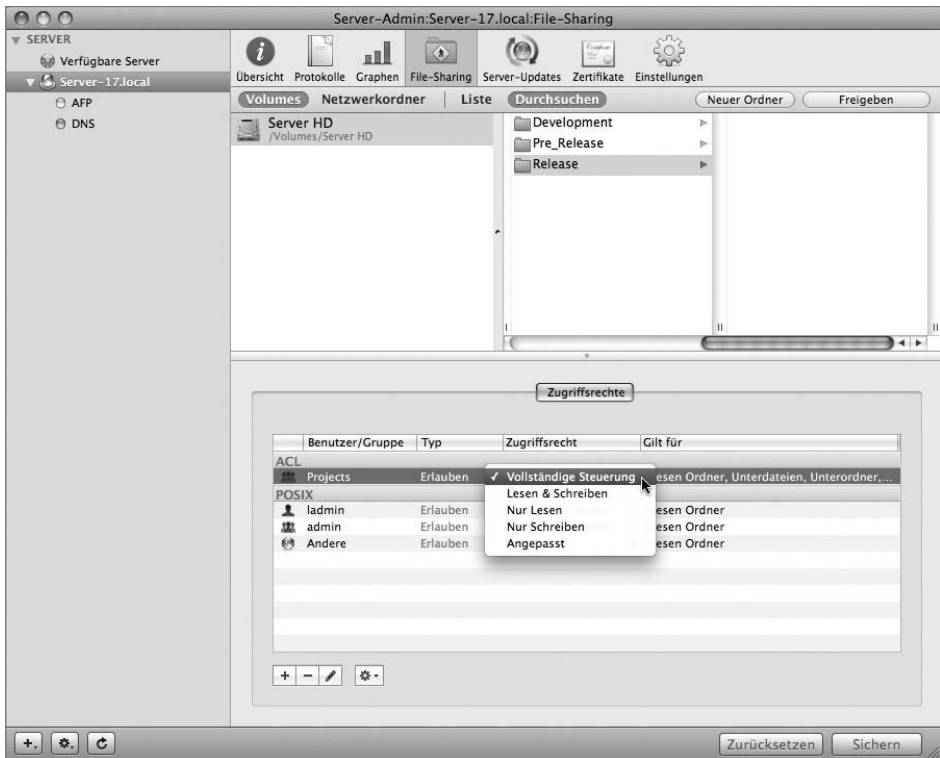 Server-Admin:Server-17.local:File-Sharing
SERVER
Verfügbare Server
Server-17.local
AFP
DNS
Übersicht Protokolle Graphen File-Sharing Server-Updates Zertifikate Einstellungen
Volumes Netzwerkordner Liste Durchsuchen Neuer Ordner Freigeben
Server HD
/Volumes/Server HD
Development
Pre_Release
Release
Zugriffsrechte
Benutzer/Gruppe Typ Zugriffsrecht Gilt für
ACL
Projects Erlauben ✓ Vollständige Steuerung esen Ordner, Unterdateien, Unterordner,...
Lesen & Schreiben
POSIX
ladmin Erlauben Nur Lesen esen Ordner
admin Erlauben Nur Schreiben esen Ordner
Andere Erlauben Angepasst esen Ordner
Zurücksetzen Sichern